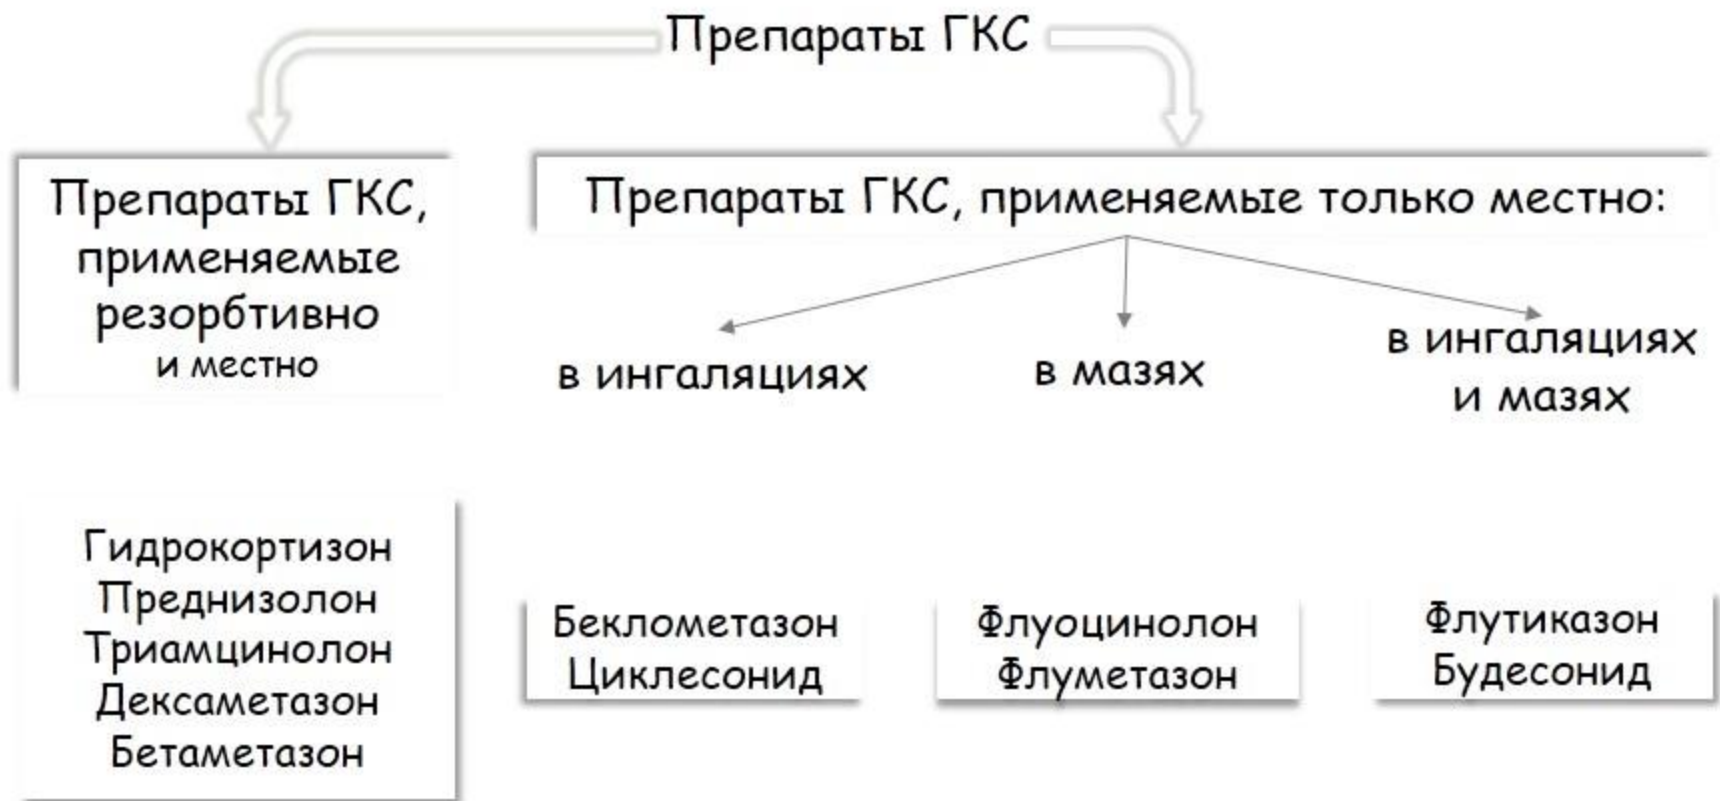 Препараты ГКС
Препараты ГКС,
применяемые
резорбтивно
и местно
Препараты ГКС, применяемые только местно:
в ингаляциях
в мазях
в ингаляциях
и мазях
Гидрокортизон
Преднизолон
Триамцинолон
Дексаметазон
Бетаметазон
Беклометазон
Циклесонид
Флуоцинолон
Флуметазон
Флутиказон
Будесонид